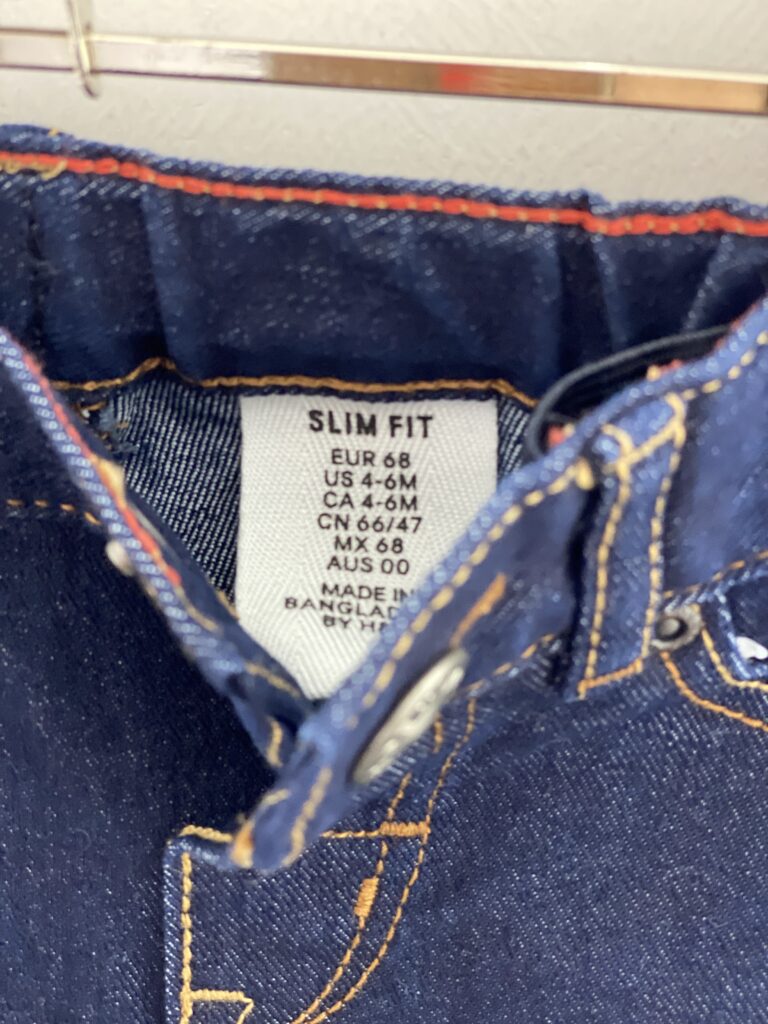 SLIM FIT
EUR 68
US 4-6M
CA 4-6M
CN 66/47
MX 68
AUS 00
MADE IN
BY